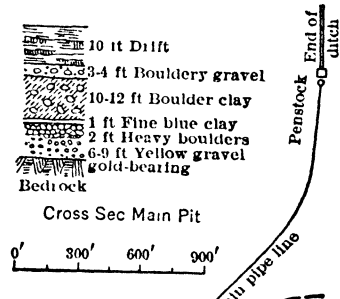 10 ft Drift
3-4 ft Bouldery gravel
10-12 ft Boulder clay
1 ft Fine blue clay
2 ft Heavy boulders
6-9 ft Yellow gravel
gold-bearing
Bedrock
Cross Sec Main Pit
0' 300' 600' 900'
End of
ditch
Penstock
pipe line